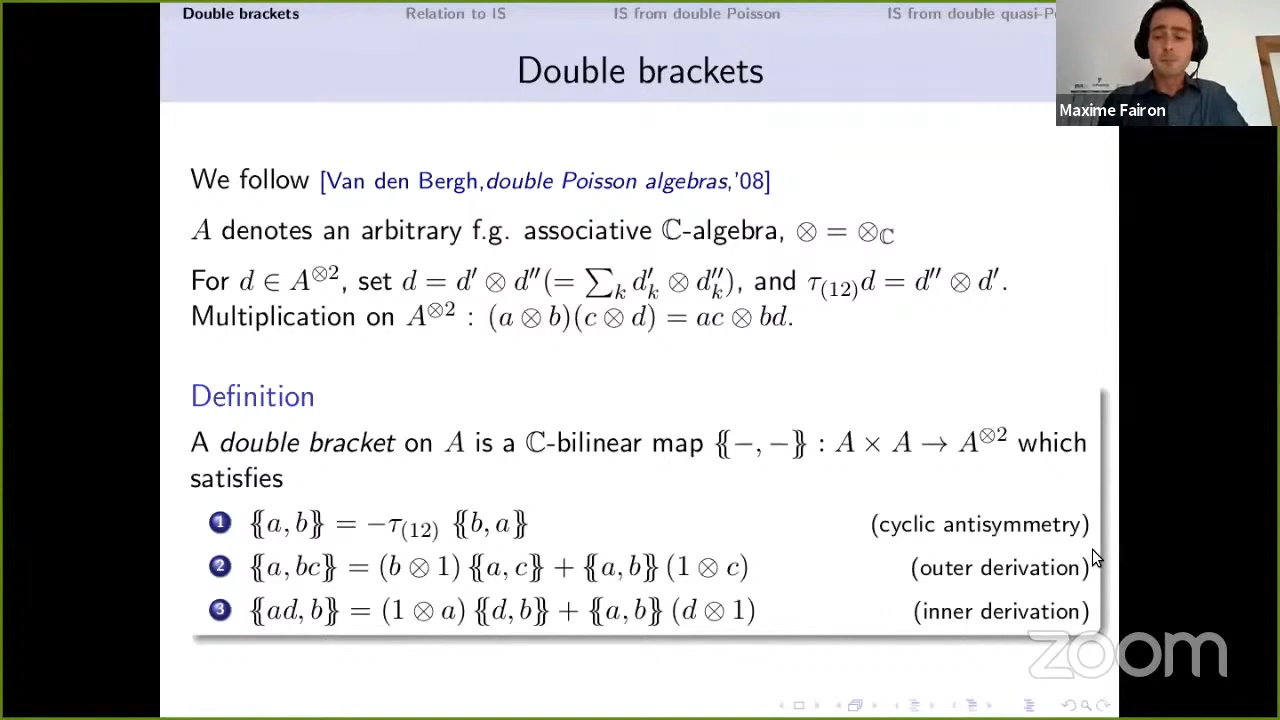 Double brackets Relation to IS IS from double Poisson IS from double quasi-Po
Double brackets
Maxime Fairon
We follow [Van den Bergh,double Poisson algebras,'08]
A denotes an arbitrary f.g. associative ℂ-algebra, ⊗ = ⊗_ℂ
For d ∈ A^{⊗2}, set d = d′ ⊗ d″(= ∑_k d′_k ⊗ d″_k), and τ_{(12)}d = d″ ⊗ d′.
Multiplication on A^{⊗2} : (a ⊗ b)(c ⊗ d) = ac ⊗ bd.
Definition
A double bracket on A is a ℂ-bilinear map {{−, −}} : A × A → A^{⊗2} which
satisfies
1 {{a, b}} = −τ_{(12)} {{b, a}} (cyclic antisymmetry)
2 {{a, bc}} = (b ⊗ 1) {{a, c}} + {{a, b}} (1 ⊗ c) (outer derivation)
3 {{ad, b}} = (1 ⊗ a) {{d, b}} + {{a, b}} (d ⊗ 1) (inner derivation)
zoom